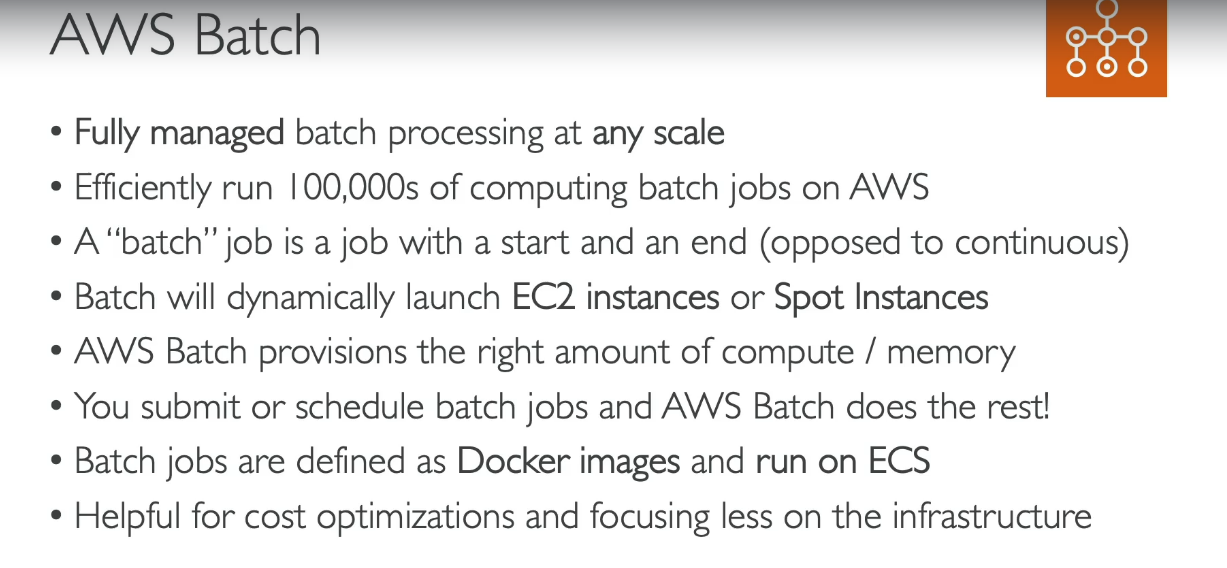 AWS Batch
• Fully managed batch processing at any scale
• Efficiently run 100,000s of computing batch jobs on AWS
• A “batch” job is a job with a start and an end (opposed to continuous)
• Batch will dynamically launch EC2 instances or Spot Instances
• AWS Batch provisions the right amount of compute / memory
• You submit or schedule batch jobs and AWS Batch does the rest!
• Batch jobs are defined as Docker images and run on ECS
• Helpful for cost optimizations and focusing less on the infrastructure